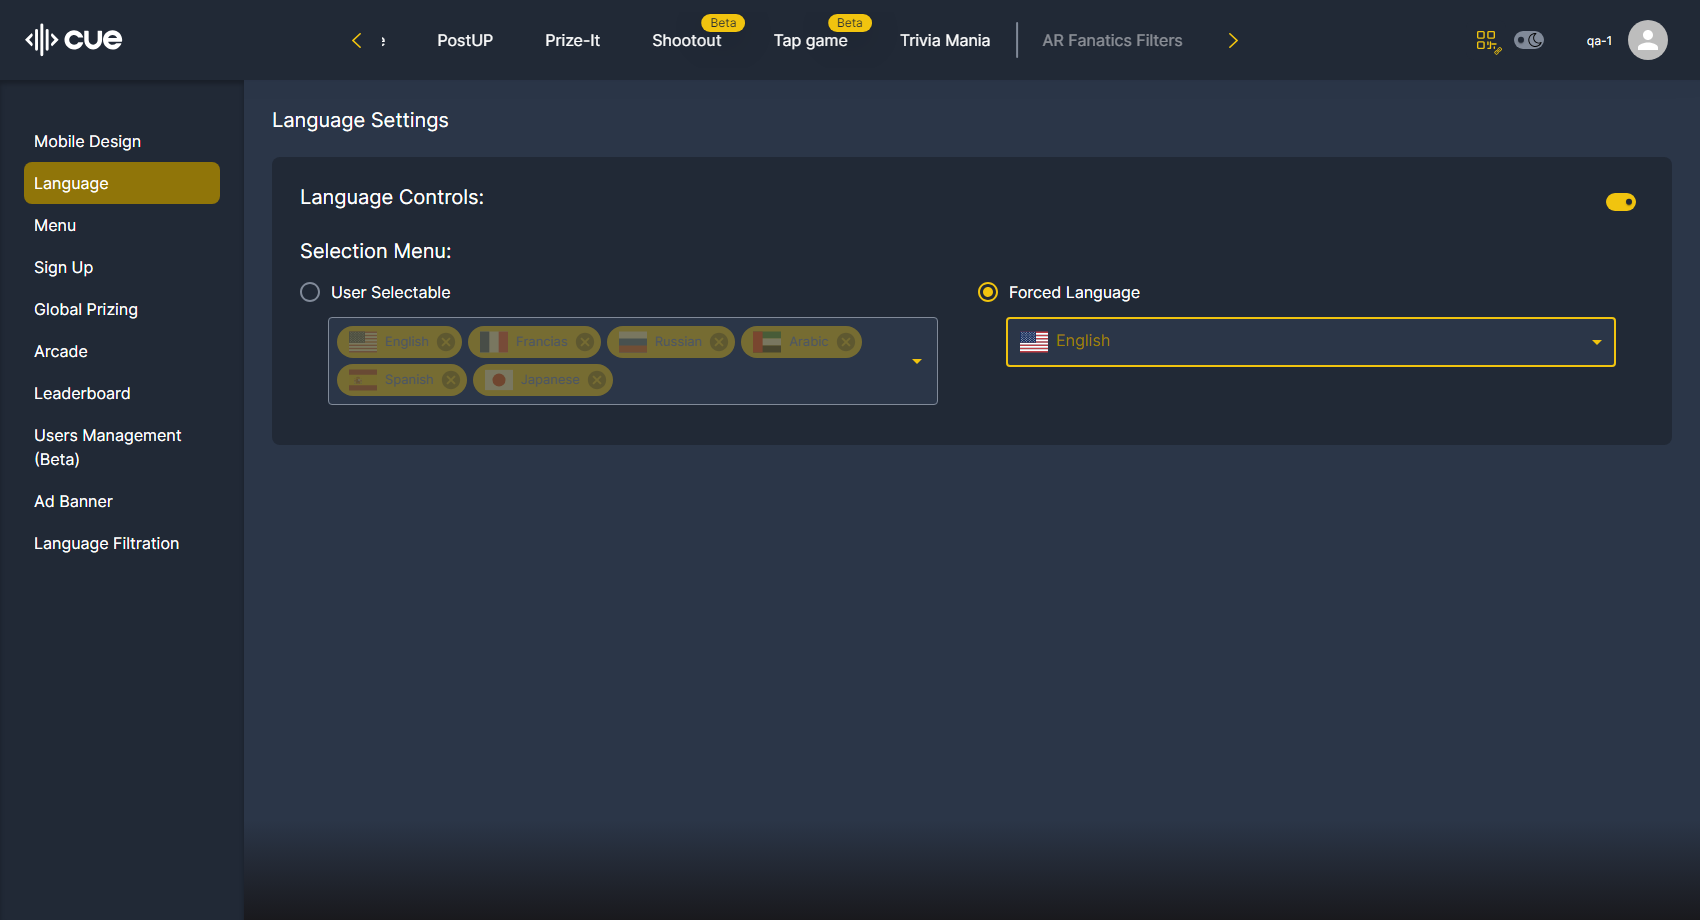 cue
PostUP
Prize-It
Shootout
Beta
Tap game
Beta
Trivia Mania
AR Fanatics Filters
qa-1
Mobile Design
Language
Menu
Sign Up
Global Prizing
Arcade
Leaderboard
Users Management
(Beta)
Ad Banner
Language Filtration
Language Settings
Language Controls:
Selection Menu:
User Selectable
English Francias Russian Arabic
Spanish Japanese
Forced Language
English